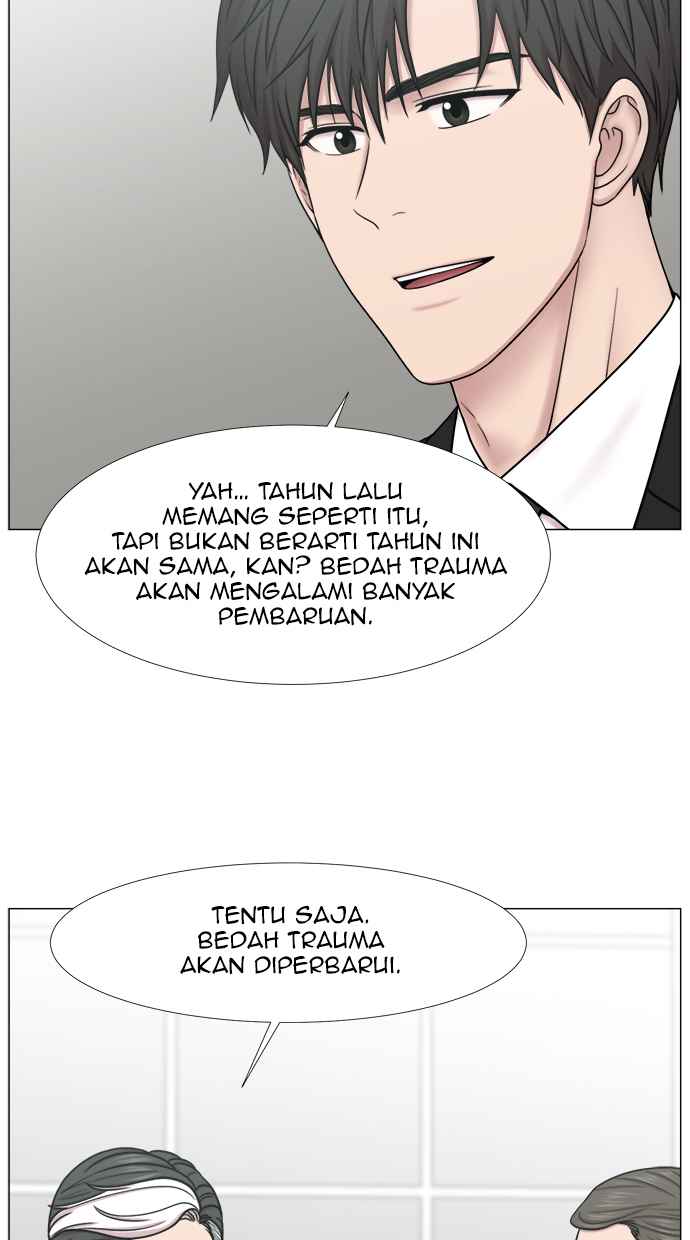 YAH... TAHUN LALU
MEMANG SEPERTI ITU,
TAPI BUKAN BERARTI TAHUN INI
AKAN SAMA, KAN? BEDAH TRAUMA
AKAN MENGALAMI BANYAK
PEMBARUAN.
TENTU SAJA.
BEDAH TRAUMA
AKAN DIPERBARUI.